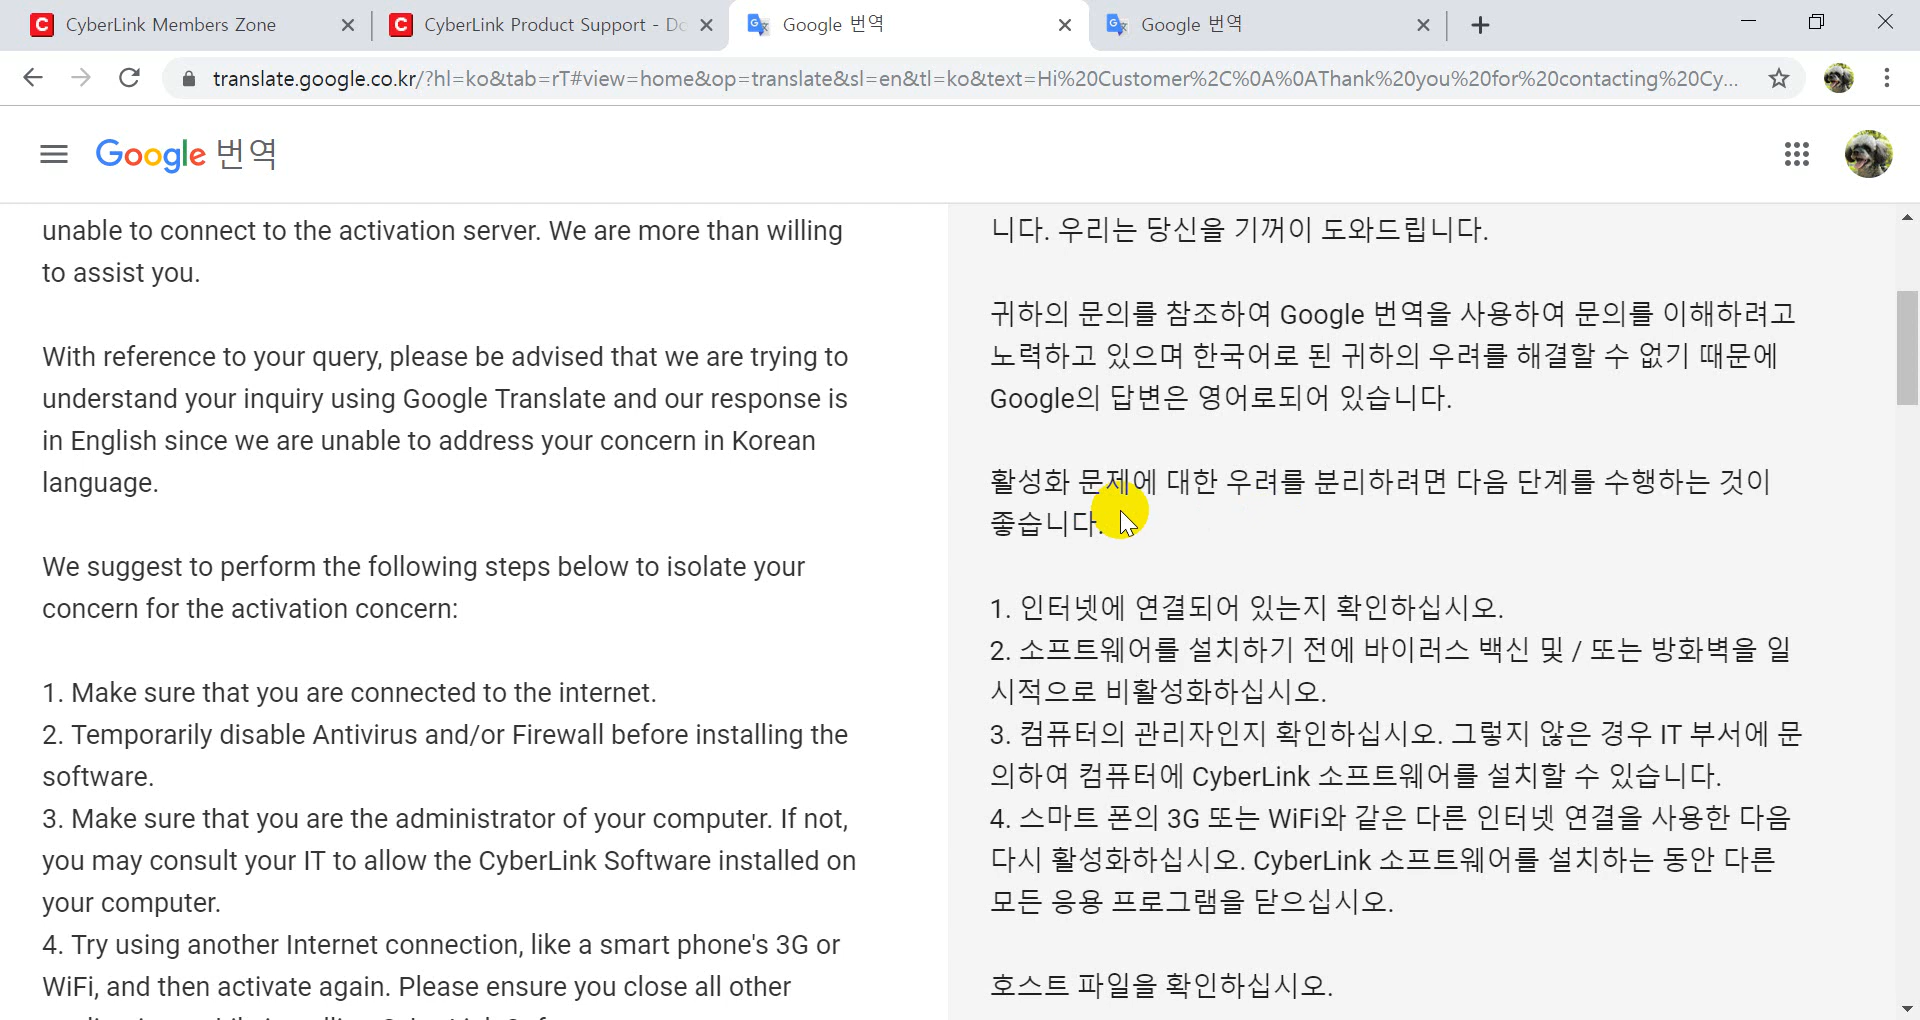 CyberLink Members Zone
CyberLink Product Support - Do
Google 번역
Google 번역
translate.google.co.kr/?hl=ko&tab=rT#view=home&op=translate&sl=en&tl=ko&text=Hi%20Customer%2C%0A%0AThank%20you%20for%20contacting%20Cy...
Google 번역
unable to connect to the activation server. We are more than willing
to assist you.
With reference to your query, please be advised that we are trying to
understand your inquiry using Google Translate and our response is
in English since we are unable to address your concern in Korean
language.
We suggest to perform the following steps below to isolate your
concern for the activation concern:
1. Make sure that you are connected to the internet.
2. Temporarily disable Antivirus and/or Firewall before installing the
software.
3. Make sure that you are the administrator of your computer. If not,
you may consult your IT to allow the CyberLink Software installed on
your computer.
4. Try using another Internet connection, like a smart phone's 3G or
WiFi, and then activate again. Please ensure you close all other
니다. 우리는 당신을 기꺼이 도와드립니다.
귀하의 문의를 참조하여 Google 번역을 사용하여 문의를 이해하려고
노력하고 있으며 한국어로 된 귀하의 우려를 해결할 수 없기 때문에
Google의 답변은 영어로되어 있습니다.
활성화 문제에 대한 우려를 분리하려면 다음 단계를 수행하는 것이
좋습니다.
1. 인터넷에 연결되어 있는지 확인하십시오.
2. 소프트웨어를 설치하기 전에 바이러스 백신 및 / 또는 방화벽을 일
시적으로 비활성화하십시오.
3. 컴퓨터의 관리자인지 확인하십시오. 그렇지 않은 경우 IT 부서에 문
의하여 컴퓨터에 CyberLink 소프트웨어를 설치할 수 있습니다.
4. 스마트 폰의 3G 또는 WiFi와 같은 다른 인터넷 연결을 사용한 다음
다시 활성화하십시오. CyberLink 소프트웨어를 설치하는 동안 다른
모든 응용 프로그램을 닫으십시오.
호스트 파일을 확인하십시오.